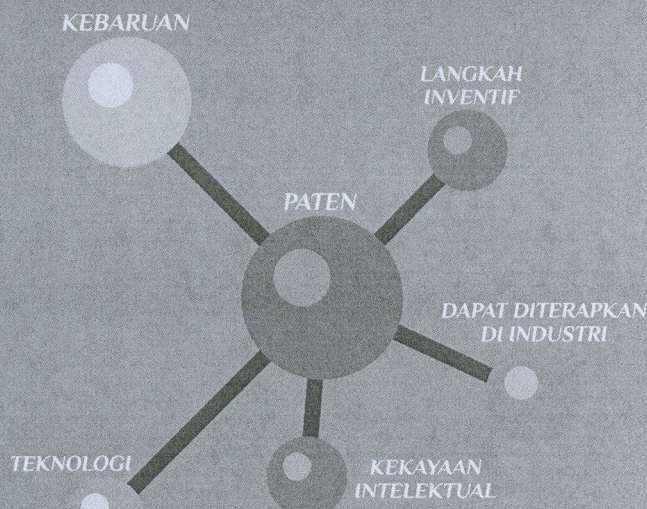 KEBARUAN
LANGKAH
INVENTIF
PATEN
DAPAT DITERAPKAN
DI INDUSTRI
TEKNOLOGI
KEKAYAAN
INTELEKTUAL